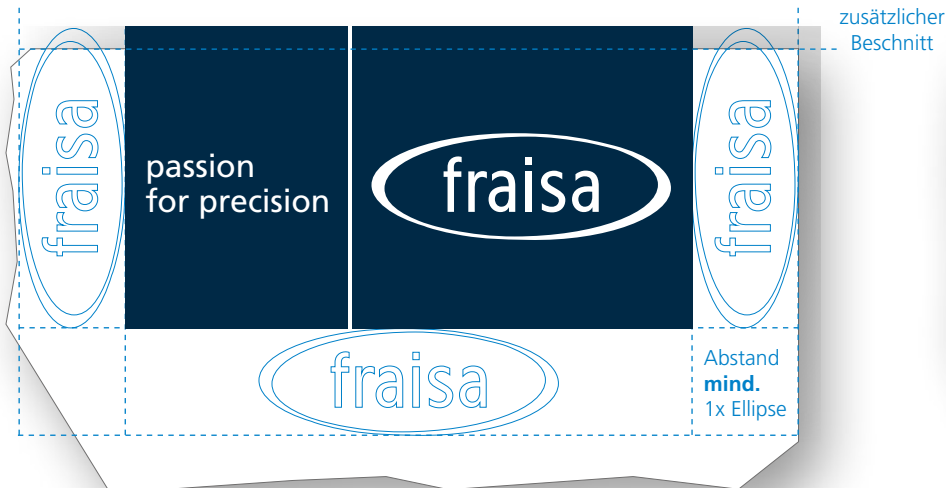 zusätzlicher
Beschnitt
fraisa
passion
for precision
fraisa
fraisa
fraisa
Abstand
mind.
1x Ellipse